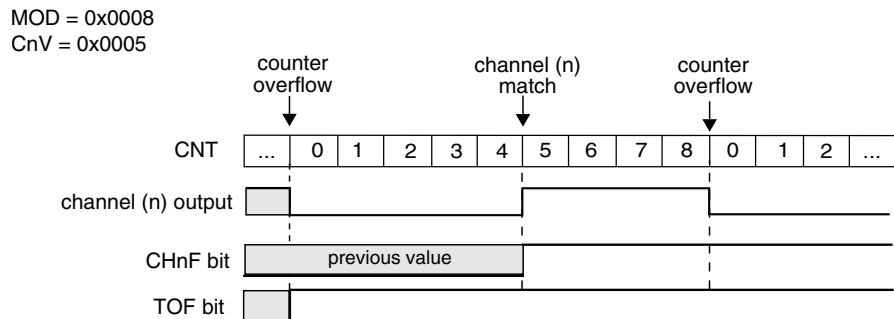 MOD = 0x0008
CnV = 0x0005
counter
overflow
channel (n)
match
counter
overflow
CNT ... 0 1 2 3 4 5 6 7 8 0 1 2 ...
channel (n) output
CHnF bit previous value
TOF bit